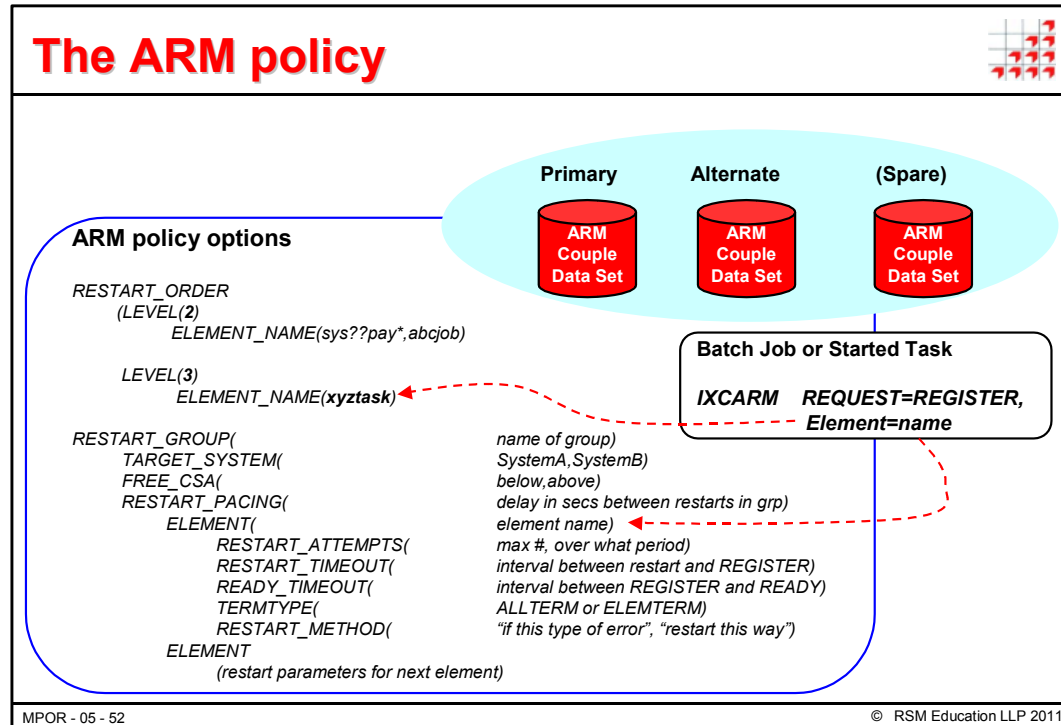 The ARM policy
Primary Alternate (Spare)
ARM Couple Data Set
ARM Couple Data Set
ARM Couple Data Set
ARM policy options
RESTART_ORDER
(LEVEL(2)
ELEMENT_NAME(sys??pay*,abcjob)
LEVEL(3)
ELEMENT_NAME(xyztask)
Batch Job or Started Task
IXCARM REQUEST=REGISTER,
Element=name
RESTART_GROUP( name of group)
TARGET_SYSTEM( SystemA,SystemB)
FREE_CSA( below,above)
RESTART_PACING( delay in secs between restarts in grp)
ELEMENT( element name)
RESTART_ATTEMPTS( max #, over what period)
RESTART_TIMEOUT( interval between restart and REGISTER)
READY_TIMEOUT( interval between REGISTER and READY)
TERMTYPE( ALLTERM or ELEMTERM)
RESTART_METHOD( “if this type of error”, “restart this way”)
ELEMENT
(restart parameters for next element)
MPOR - 05 - 52
© RSM Education LLP 2011